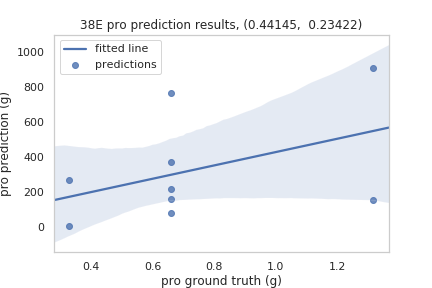 38E pro prediction results, (0.44145,  0.23422)
fitted line
predictions
pro prediction (g)
1000
800
600
400
200
0
0.4 0.6 0.8 1.0 1.2
pro ground truth (g)